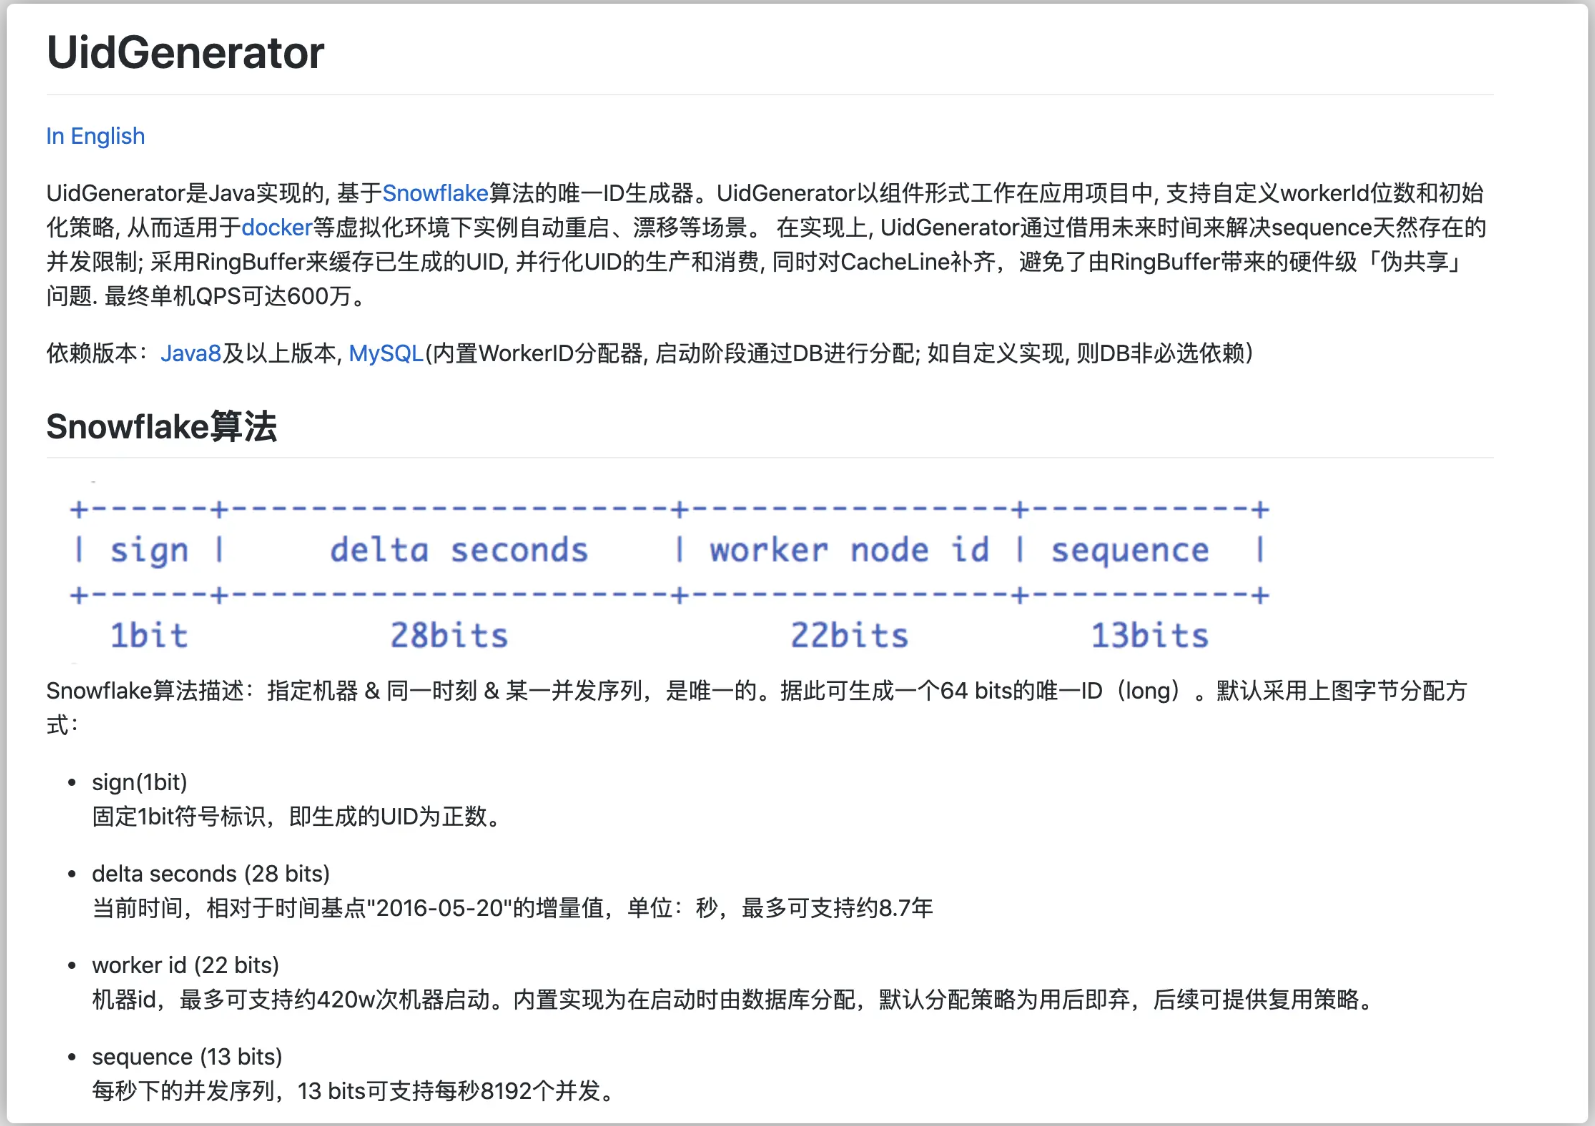 UidGenerator
In English
UidGenerator是Java实现的, 基于Snowflake算法的唯一ID生成器。UidGenerator以组件形式工作在应用项目中, 支持自定义workerId位数和初始
化策略, 从而适用于docker等虚拟化环境下实例自动重启、漂移等场景。 在实现上, UidGenerator通过借用未来时间来解决sequence天然存在的
并发限制; 采用RingBuffer来缓存已生成的UID, 并行化UID的生产和消费, 同时对CacheLine补齐，避免了由RingBuffer带来的硬件级「伪共享」
问题. 最终单机QPS可达600万。
依赖版本：Java8及以上版本, MySQL(内置WorkerID分配器, 启动阶段通过DB进行分配; 如自定义实现, 则DB非必选依赖）
Snowflake算法
+------+----------------------+----------------+-----------+
| sign |     delta seconds    | worker node id | sequence  |
+------+----------------------+----------------+-----------+
1bit 28bits 22bits 13bits
Snowflake算法描述：指定机器 & 同一时刻 & 某一并发序列，是唯一的。据此可生成一个64 bits的唯一ID（long）。默认采用上图字节分配方
式：
• sign(1bit)
固定1bit符号标识，即生成的UID为正数。
• delta seconds (28 bits)
当前时间，相对于时间基点"2016-05-20"的增量值，单位：秒，最多可支持约8.7年
• worker id (22 bits)
机器id，最多可支持约420w次机器启动。内置实现为在启动时由数据库分配，默认分配策略为用后即弃，后续可提供复用策略。
• sequence (13 bits)
每秒下的并发序列，13 bits可支持每秒8192个并发。